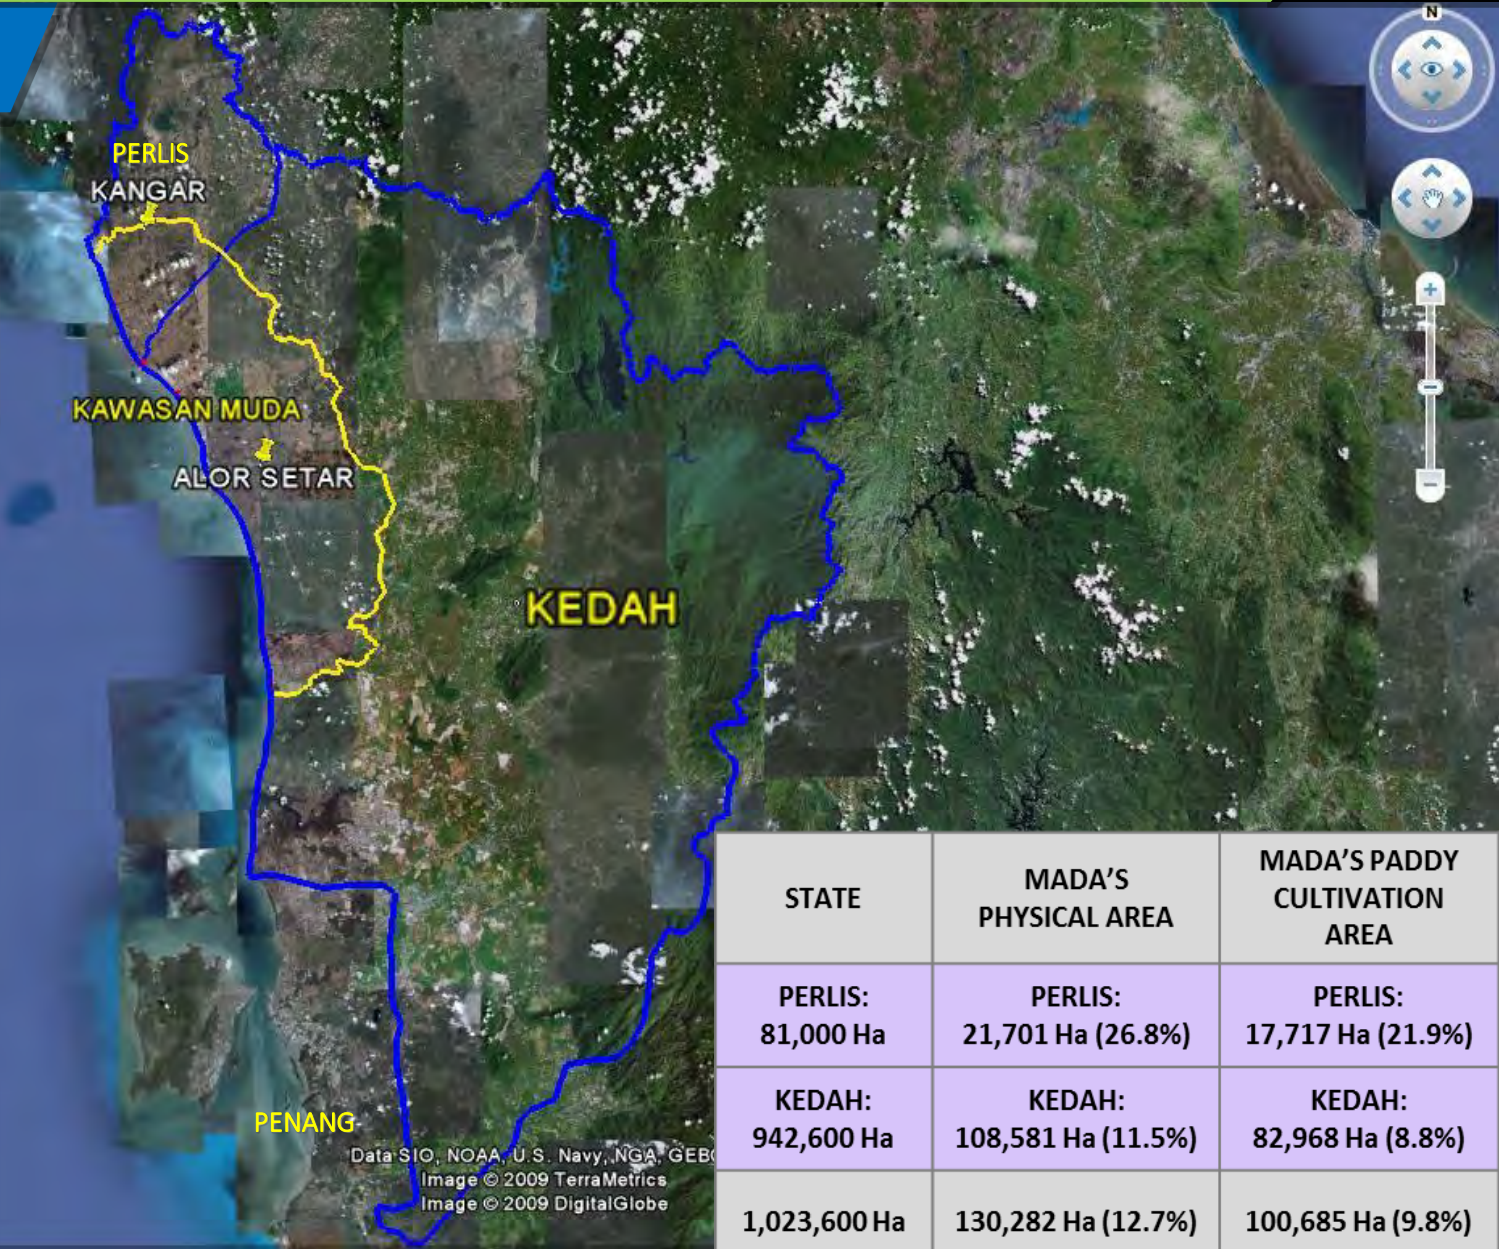 N
PERLIS
KANGAR
KAWASAN MUDA
ALOR SETAR
KEDAH
PENANG
Data SIO, NOAA, U.S. Navy, NGA, GEBC
Image © 2009 TerraMetrics
Image © 2009 DigitalGlobe
STATE
MADA'S
PHYSICAL AREA
MADA'S PADDY
CULTIVATION
AREA
PERLIS:
81,000 Ha
PERLIS:
21,701 Ha (26.8%)
PERLIS:
17,717 Ha (21.9%)
KEDAH:
942,600 Ha
KEDAH:
108,581 Ha (11.5%)
KEDAH:
82,968 Ha (8.8%)
1,023,600 Ha
130,282 Ha (12.7%)
100,685 Ha (9.8%)